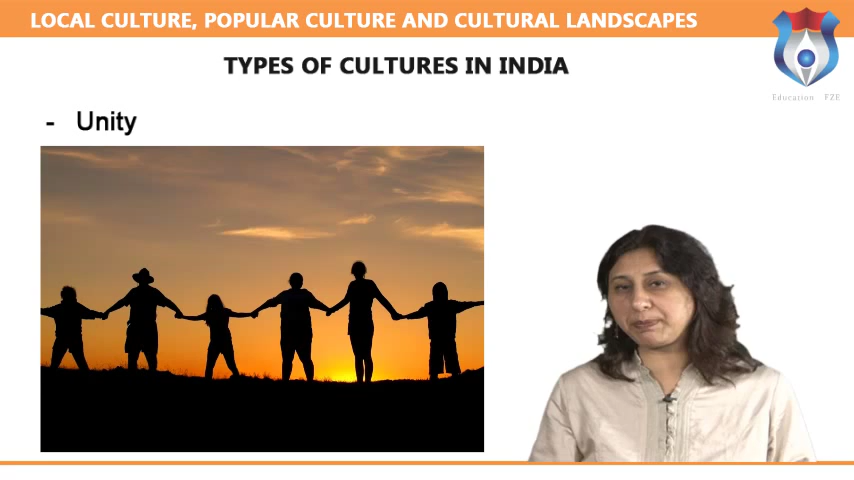 LOCAL CULTURE, POPULAR CULTURE AND CULTURAL LANDSCAPES
TYPES OF CULTURES IN INDIA
Education FZE
- Unity